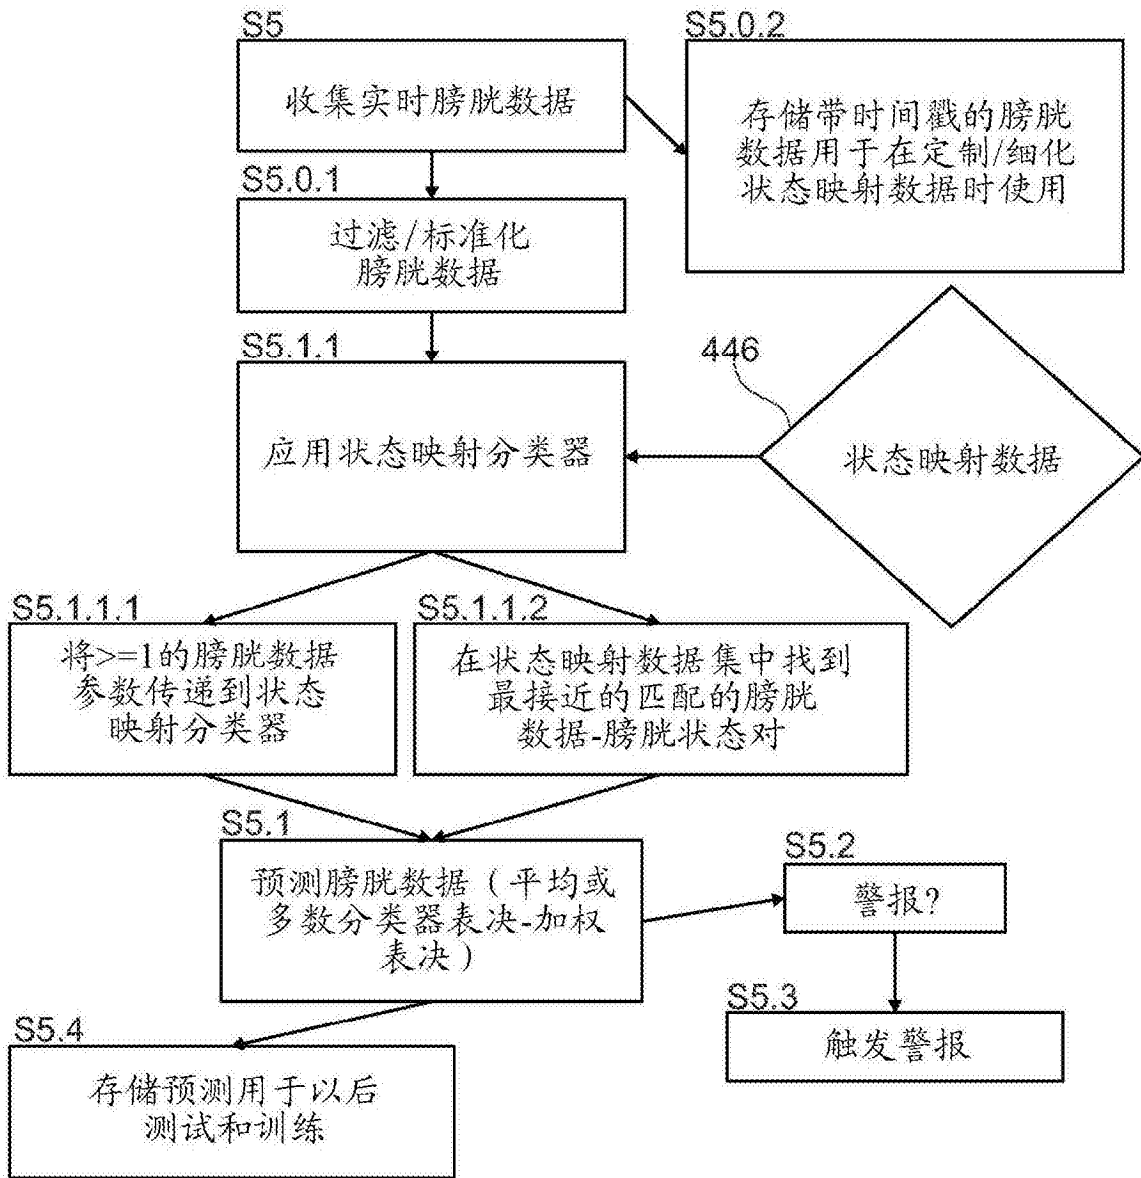 S5
收集实时膀胱数据
S5.0.2
存储带时间戳的膀胱
数据用于在定制/细化
状态映射数据时使用
S5.0.1
过滤/标准化
膀胱数据
S5.1.1
应用状态映射分类器
446
状态映射数据
S5.1.1.1
将>=1的膀胱数据
参数传递到状态
映射分类器
S5.1.1.2
在状态映射数据集中找到
最接近的匹配的膀胱
数据-膀胱状态对
S5.1
预测膀胱数据（平均或
多数分类器表决-加权
表决）
S5.2
警报?
S5.3
触发警报
S5.4
存储预测用于以后
测试和训练